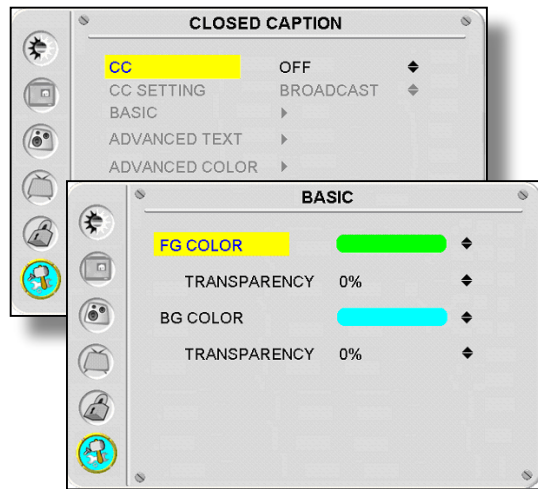 CLOSED CAPTION
CC OFF
CC SETTING BROADCAST
BASIC
ADVANCED TEXT
ADVANCED COLOR
BASIC
FG COLOR
TRANSPARENCY 0%
BG COLOR
TRANSPARENCY 0%